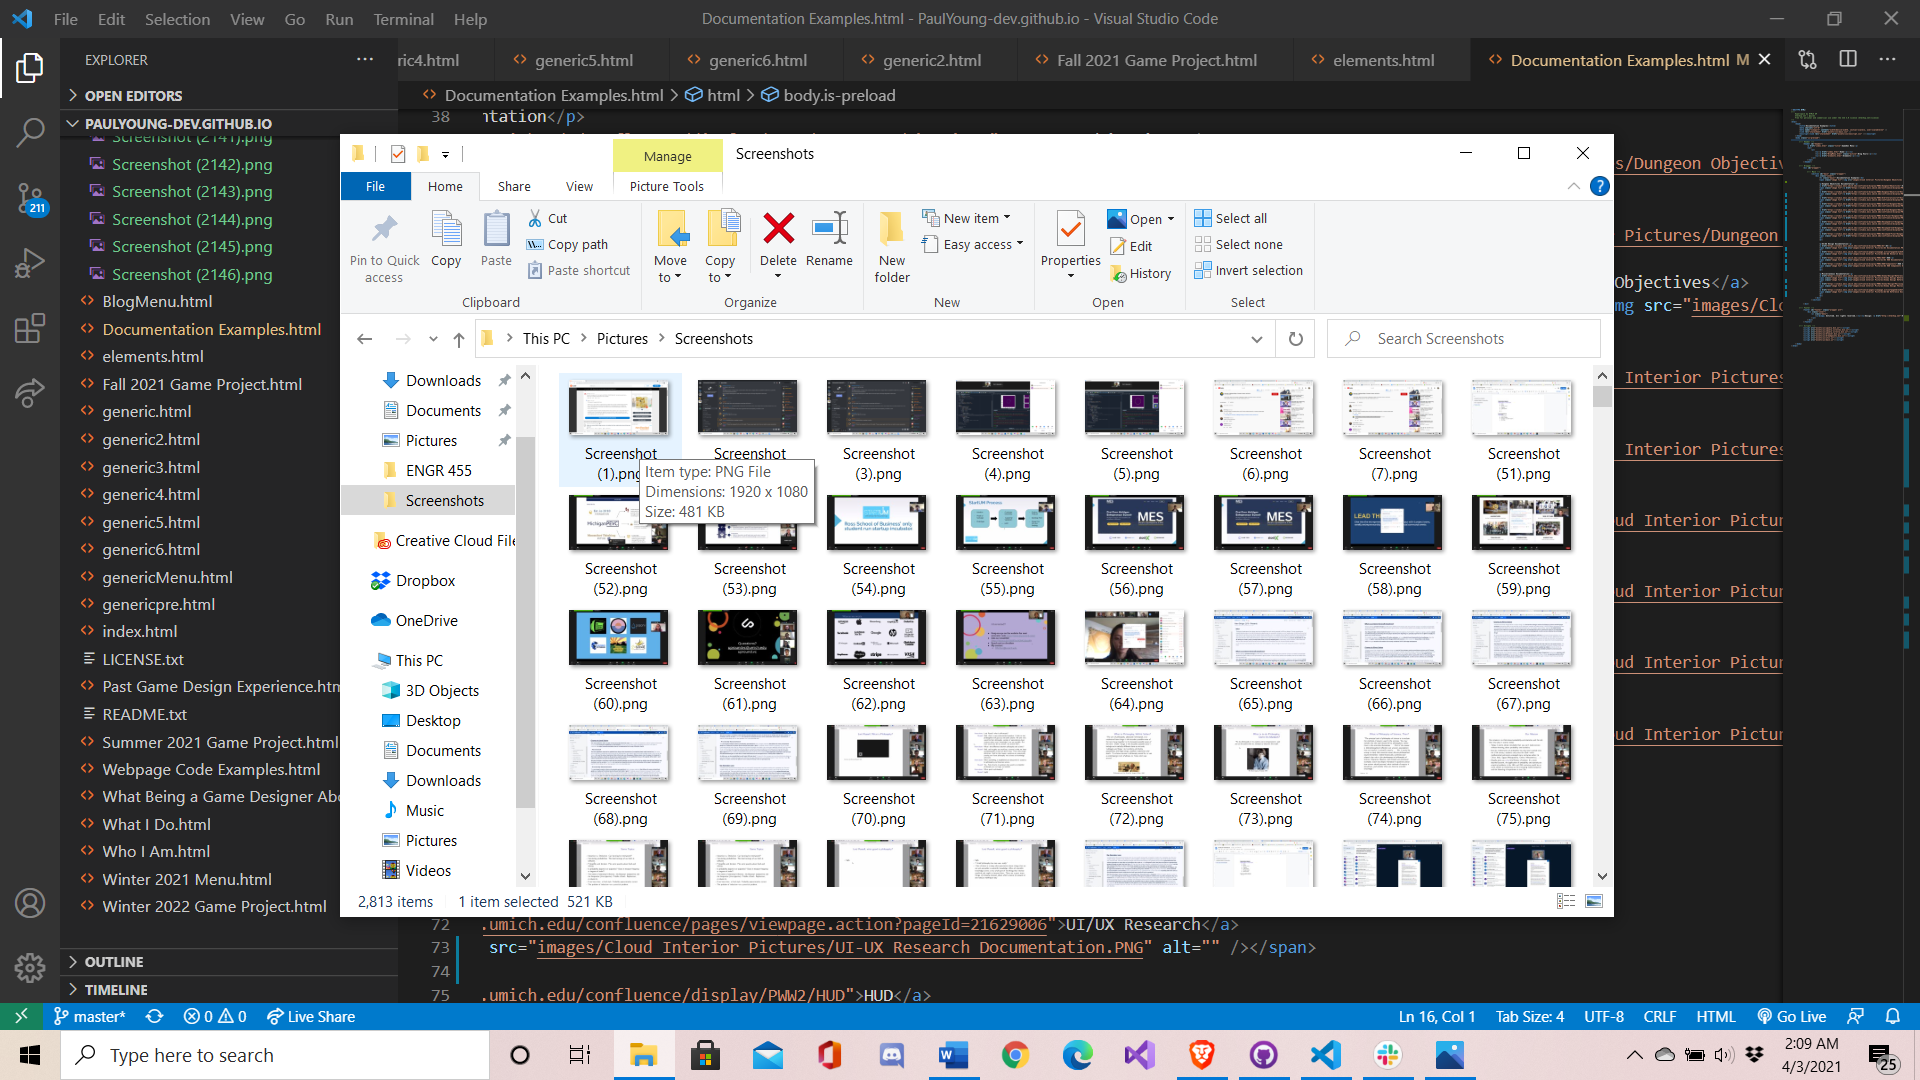 File Edit Selection View Go Run Terminal Help
Documentation Examples.html - PaulYoung-dev.github.io - Visual Studio Code
EXPLORER
ric4.html generic5.html generic6.html generic2.html Fall 2021 Game Project.html elements.html Documentation Examples.html M
OPEN EDITORS
Documentation Examples.html > html > body.is-preload
PAULYOUNG-DEV.GITHUB.IO
Screenshot (2141).png
Screenshot (2142).png
Screenshot (2143).png
Screenshot (2144).png
Screenshot (2145).png
Screenshot (2146).png
BlogMenu.html
Documentation Examples.html
elements.html
Fall 2021 Game Project.html
generic.html
generic2.html
generic3.html
generic4.html
generic5.html
generic6.html
genericMenu.html
genericpre.html
index.html
LICENSE.txt
Past Game Design Experience.htm
README.txt
Summer 2021 Game Project.html
Webpage Code Examples.html
What Being a Game Designer Abo
What I Do.html
Who I Am.html
Winter 2021 Menu.html
Winter 2022 Game Project.html
OUTLINE
TIMELINE
211
38 ntation</p>
s/Dungeon Objectiv
Pictures/Dungeon
Objectives</a>
mg src="images/Clo
Interior Pictures
Interior Pictures
ud Interior Pictur
ud Interior Pictur
ud Interior Pictur
ud Interior Pictur
72 .umich.edu/confluence/pages/viewpage.action?pageId=21629006">UI/UX Research</a>
73 src="images/Cloud Interior Pictures/UI-UX Research Documentation.PNG" alt="" /></span>
74
75 .umich.edu/confluence/display/PWW2/HUD">HUD</a>
Manage Screenshots
File Home Share View Picture Tools
Pin to Quick access
Copy
Paste
Cut
Copy path
Paste shortcut
Clipboard
Move to
Copy to
Delete
Rename
Organize
New folder
New item
Easy access
New
Properties
Open
Edit
History
Open
Select all
Select none
Invert selection
Select
This PC > Pictures > Screenshots
Search Screenshots
Downloads
Documents
Pictures
ENGR 455
Screenshots
Creative Cloud File
Dropbox
OneDrive
This PC
3D Objects
Desktop
Documents
Downloads
Music
Pictures
Videos
Screenshot (1).png
Screenshot
Screenshot (3).png
Screenshot (4).png
Screenshot (5).png
Screenshot (6).png
Screenshot (7).png
Screenshot (51).png
Item type: PNG File
Dimensions: 1920 x 1080
Size: 481 KB
MES
MES
Screenshot (52).png
Screenshot (53).png
Screenshot (54).png
Screenshot (55).png
Screenshot (56).png
Screenshot (57).png
Screenshot (58).png
Screenshot (59).png
Screenshot (60).png
Screenshot (61).png
Screenshot (62).png
Screenshot (63).png
Screenshot (64).png
Screenshot (65).png
Screenshot (66).png
Screenshot (67).png
Screenshot (68).png
Screenshot (69).png
Screenshot (70).png
Screenshot (71).png
Screenshot (72).png
Screenshot (73).png
Screenshot (74).png
Screenshot (75).png
2,813 items 1 item selected 521 KB
master* 0 0 Live Share
Ln 16, Col 1 Tab Size: 4 UTF-8 CRLF HTML Go Live
Type here to search
2:09 AM
4/3/2021
25